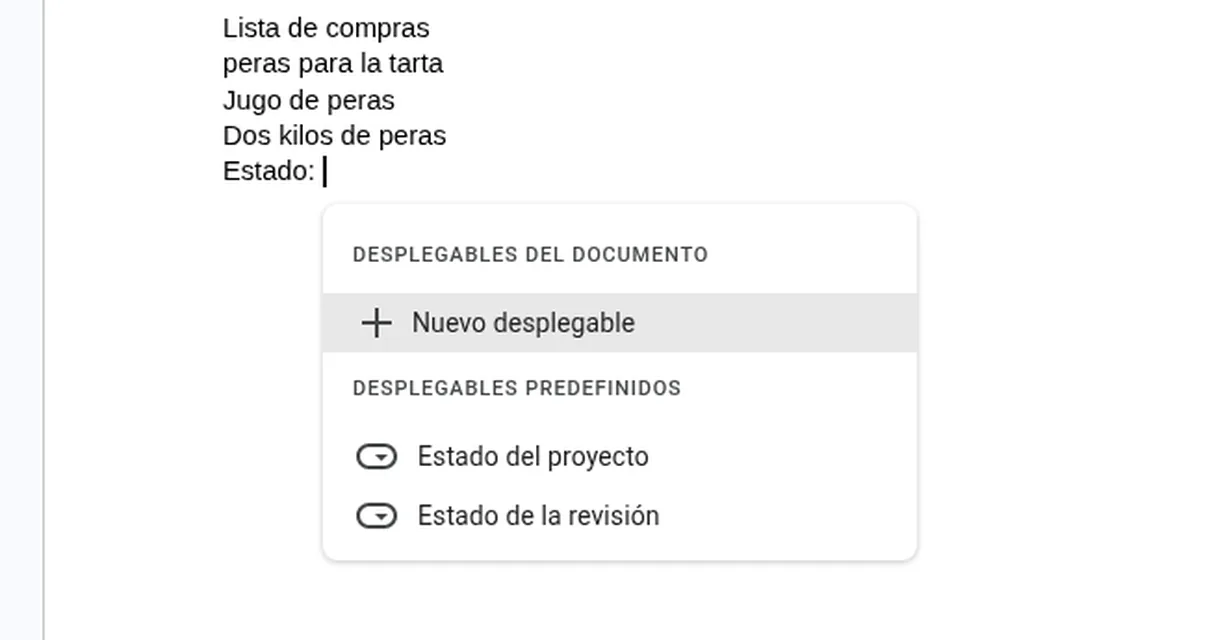 Lista de compras
peras para la tarta
Jugo de peras
Dos kilos de peras
Estado:
DESPLEGABLES DEL DOCUMENTO
Nuevo desplegable
DESPLEGABLES PREDEFINIDOS
Estado del proyecto
Estado de la revisión